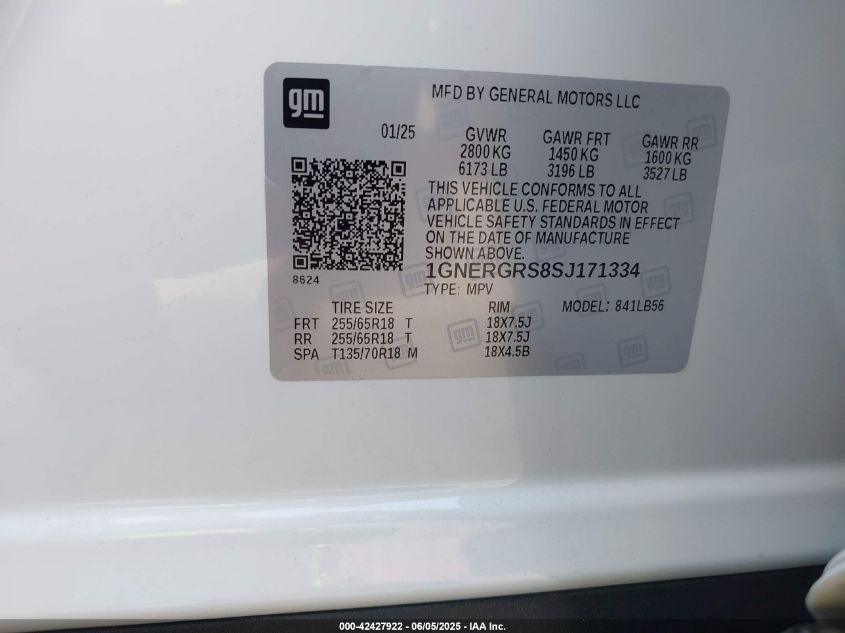 gm
MFD BY GENERAL MOTORS LLC
01/25 GVWR GAWR FRT GAWR RR
2800 KG 1450 KG 1600 KG
6173 LB 3196 LB 3527 LB
THIS VEHICLE CONFORMS TO ALL
APPLICABLE U.S. FEDERAL MOTOR
VEHICLE SAFETY STANDARDS IN EFFECT
ON THE DATE OF MANUFACTURE
SHOWN ABOVE.
8624
1GNERGRS8SJ171334
TYPE: MPV
TIRE SIZE RIM MODEL: 841LB56
FRT 255/65R18 T 18X7.5J
RR 255/65R18 T 18X7.5J
SPA T135/70R18 M 18X4.5B
000-42427922 - 06/05/2025 - IAA Inc.